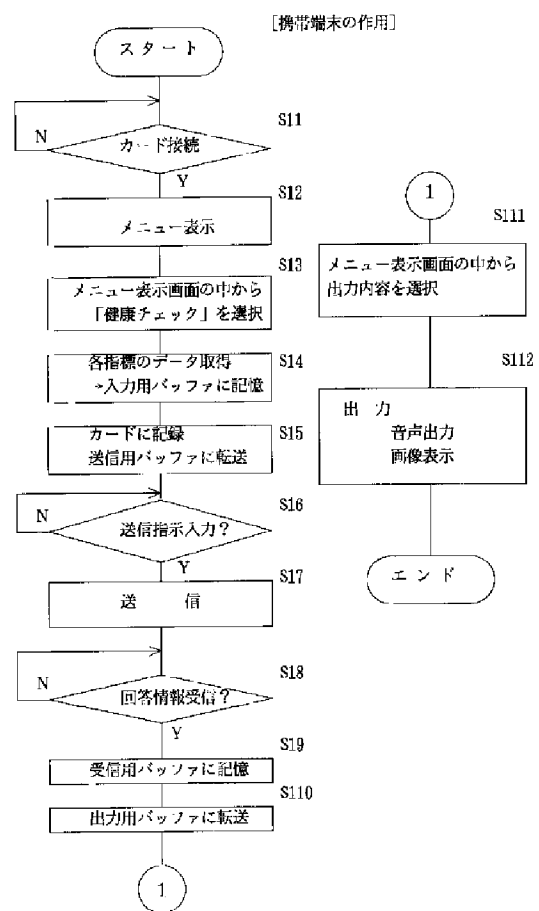 [携帯端末の作用]
スタート
S11
カード接続
N
Y
S12
メニュー表示
S13
メニュー表示画面の中から
「健康チェック」を選択
S14
各指標のデータ取得
→入力用バッファに記憶
S15
カードに記録
送信用バッファに転送
S16
送信指示入力？
N
Y
S17
送　信
S18
回答情報受信？
N
Y
S19
受信用バッファに記憶
S110
出力用バッファに転送
1
1
S111
メニュー表示画面の中から
出力内容を選択
S112
出　力
音声出力
画像表示
エンド